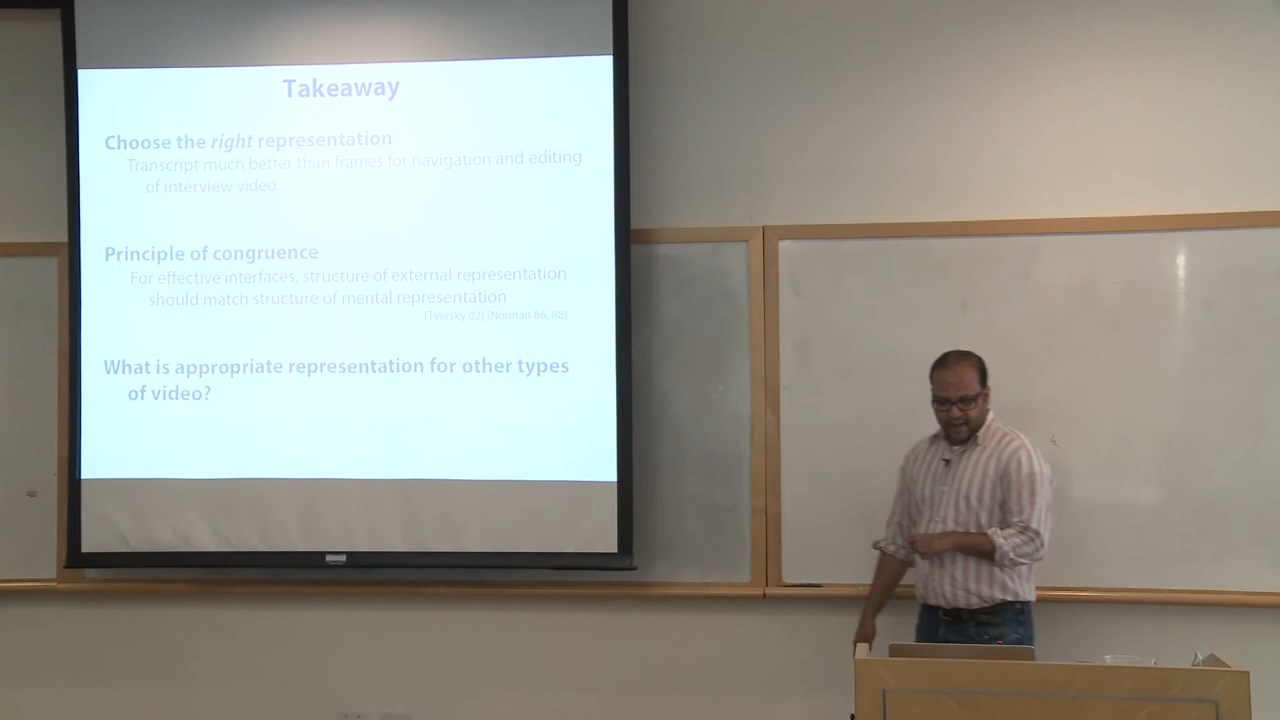 Takeaway
Choose the right representation
Transcript much better than frames for navigation and editing
of interview video
Principle of congruence
For effective interfaces, structure of external representation
should match structure of mental representation
[Tversky 02] [Norman 86, 88]
What is appropriate representation for other types
of video?